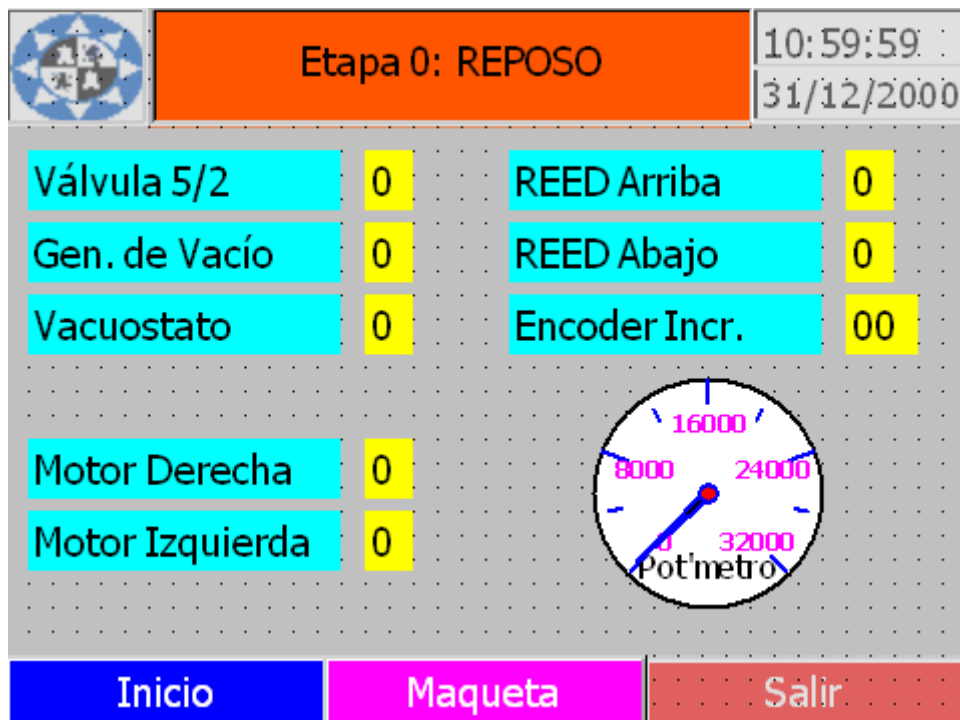 Etapa 0: REPOSO
10:59:59
31/12/2000
Válvula 5/2 0
REED Arriba 0
Gen. de Vacío 0
REED Abajo 0
Vacuostato 0
Encoder Incr. 00
Motor Derecha 0
Motor Izquierda 0
16000
8000 24000
0 32000
Pot'metro
Inicio Maqueta Salir